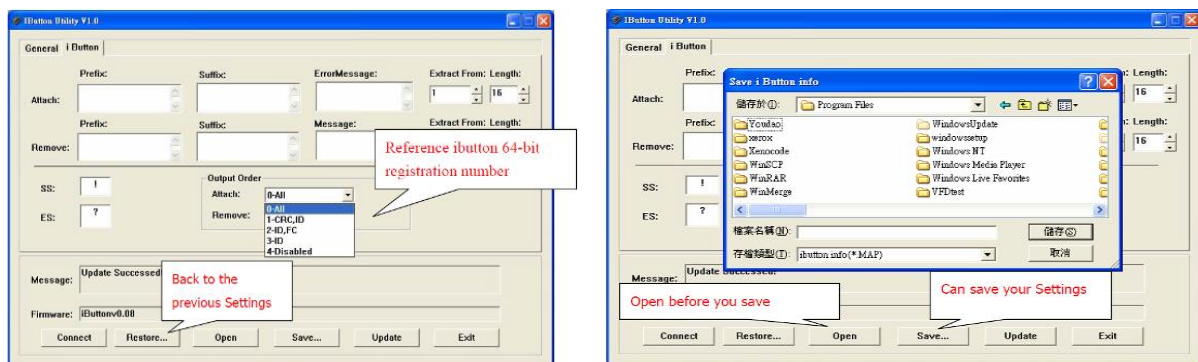 IButton Utility V1.0
General i Button
Prefix: Suffix: ErrorMessage: Extract From: Length:
Attach: 1 16
Prefix: Suffix: Message: Extract From: Length:
Remove:
Reference ibutton 64-bit
registration number
SS: !
ES: ?
Output Order
Attach: 0-All
Remove:
0-All
1-CRC,ID
2-ID,FC
3-ID
4-Disabled
Message: Update Successed!
Back to the
previous Settings
Firmware: iButtonv0.08
Connect Restore... Open Save... Update Exit
IButton Utility V1.0
General i Button
Prefix: Length:
Attach: 16
Prefix: Length:
Remove: 16
SS: !
ES: ?
Save i Button info
儲存於(I): Program Files
Youdao
xerox
Xenocode
WinSCP
WinRAR
WinMerge
WindowsUpdate
windowssetup
Windows NT
Windows Media Player
Windows Live Favorites
VFDtest
檔案名稱(N): 儲存(S)
存檔類型(T): ibutton info(*.MAP) 取消
Message: Update Successed!
Open before you save
Can save your Settings
Connect Restore... Open Save... Update Exit